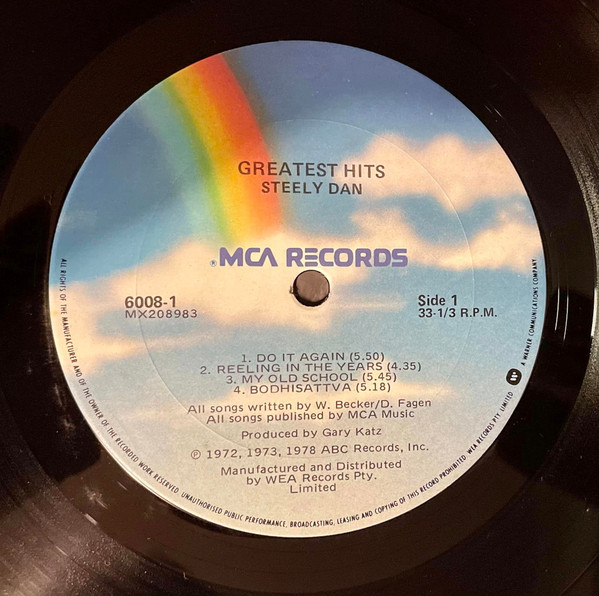 GREATEST HITS
STEELY DAN
® MCA RECORDS
6008-1
MX208983
Side 1
33-1/3 R.P.M.
1. DO IT AGAIN (5.50)
2. REELING IN THE YEARS (4.35)
3. MY OLD SCHOOL (5.45)
4. BODHISATTVA (5.18)
All songs written by W. Becker/D. Fagen
All songs published by MCA Music
Produced by Gary Katz
℗ 1972, 1973, 1978 ABC Records, Inc.
Manufactured and Distributed
by WEA Records Pty.
Limited
ALL RIGHTS OF THE MANUFACTURER AND OF THE OWNER OF THE RECORDED WORK RESERVED. UNAUTHORISED PUBLIC PERFORMANCE, BROADCASTING, LEASING AND COPYING OF THIS RECORD PROHIBITED. WEA RECORDS PTY. LIMITED
A WARNER COMMUNICATIONS COMPANY.